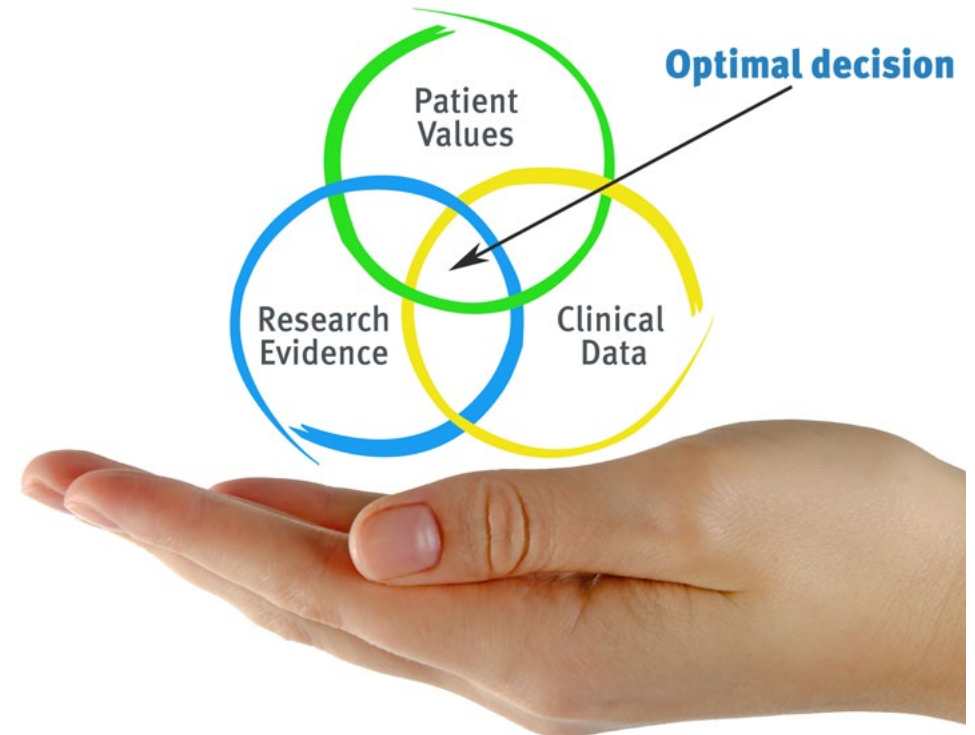 Optimal decision
Patient
Values
Research
Evidence
Clinical
Data